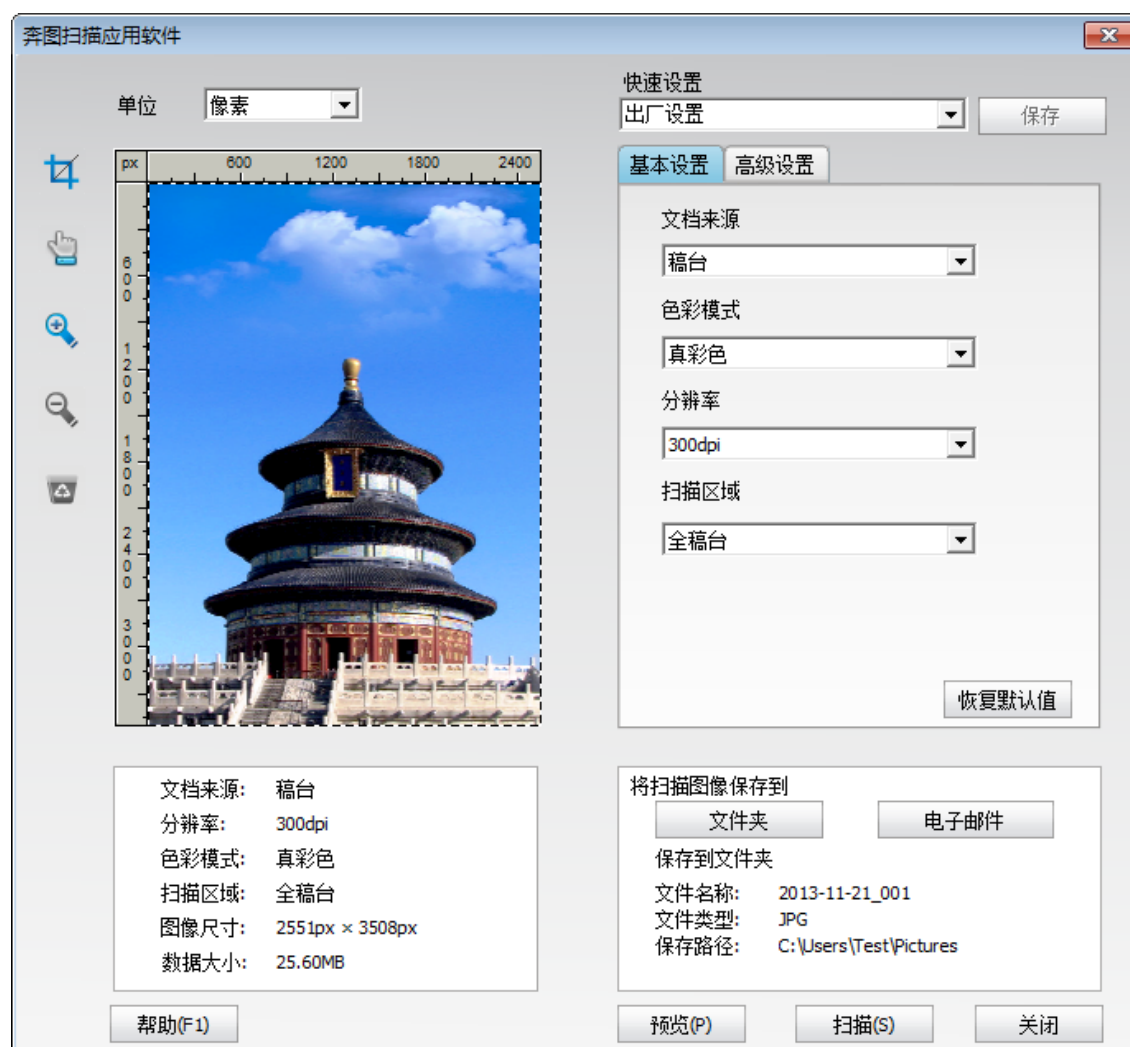 奔图扫描应用软件
单位
像素
快速设置
出厂设置
保存
px 600 1200 1800 2400
600
1200
1800
2400
3000
基本设置 高级设置
文档来源
稿台
色彩模式
真彩色
分辨率
300dpi
扫描区域
全稿台
恢复默认值
文档来源: 稿台
分辨率: 300dpi
色彩模式: 真彩色
扫描区域: 全稿台
图像尺寸: 2551px × 3508px
数据大小: 25.60MB
将扫描图像保存到
文件夹 电子邮件
保存到文件夹
文件名称: 2013-11-21_001
文件类型: JPG
保存路径: C:\Users\Test\Pictures
帮助(F1) 预览(P) 扫描(S) 关闭